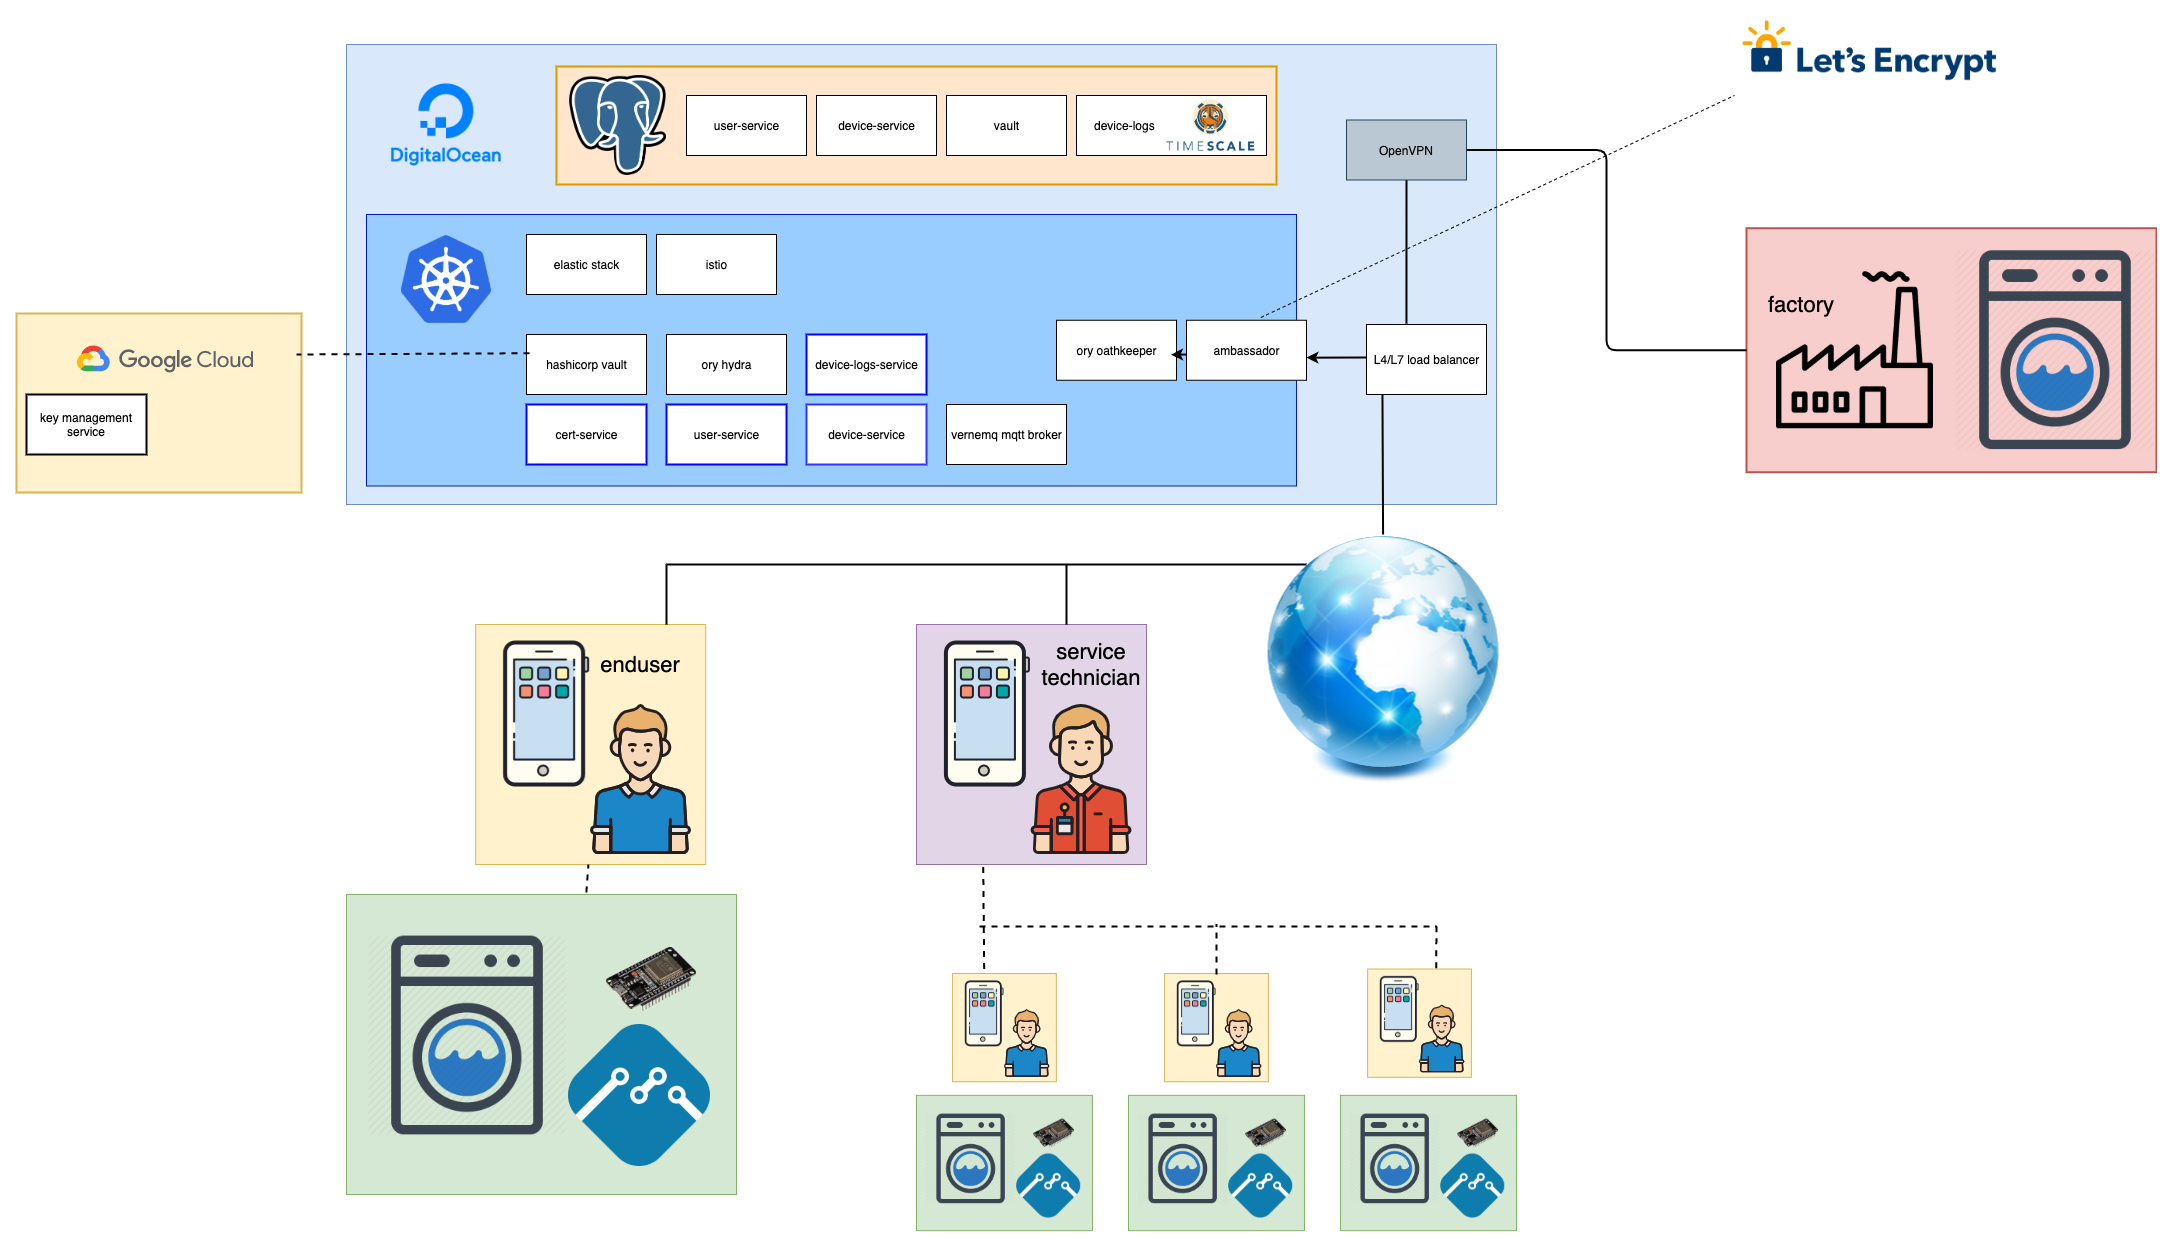 Let's Encrypt
DigitalOcean
user-service
device-service
vault
device-logs
TIMESCALE
OpenVPN
elastic stack
istio
factory
Google Cloud
key management
service
hashicorp vault
ory hydra
device-logs-service
ory oathkeeper
ambassador
L4/L7 load balancer
cert-service
user-service
device-service
vernemq mqtt broker
enduser
service
technician